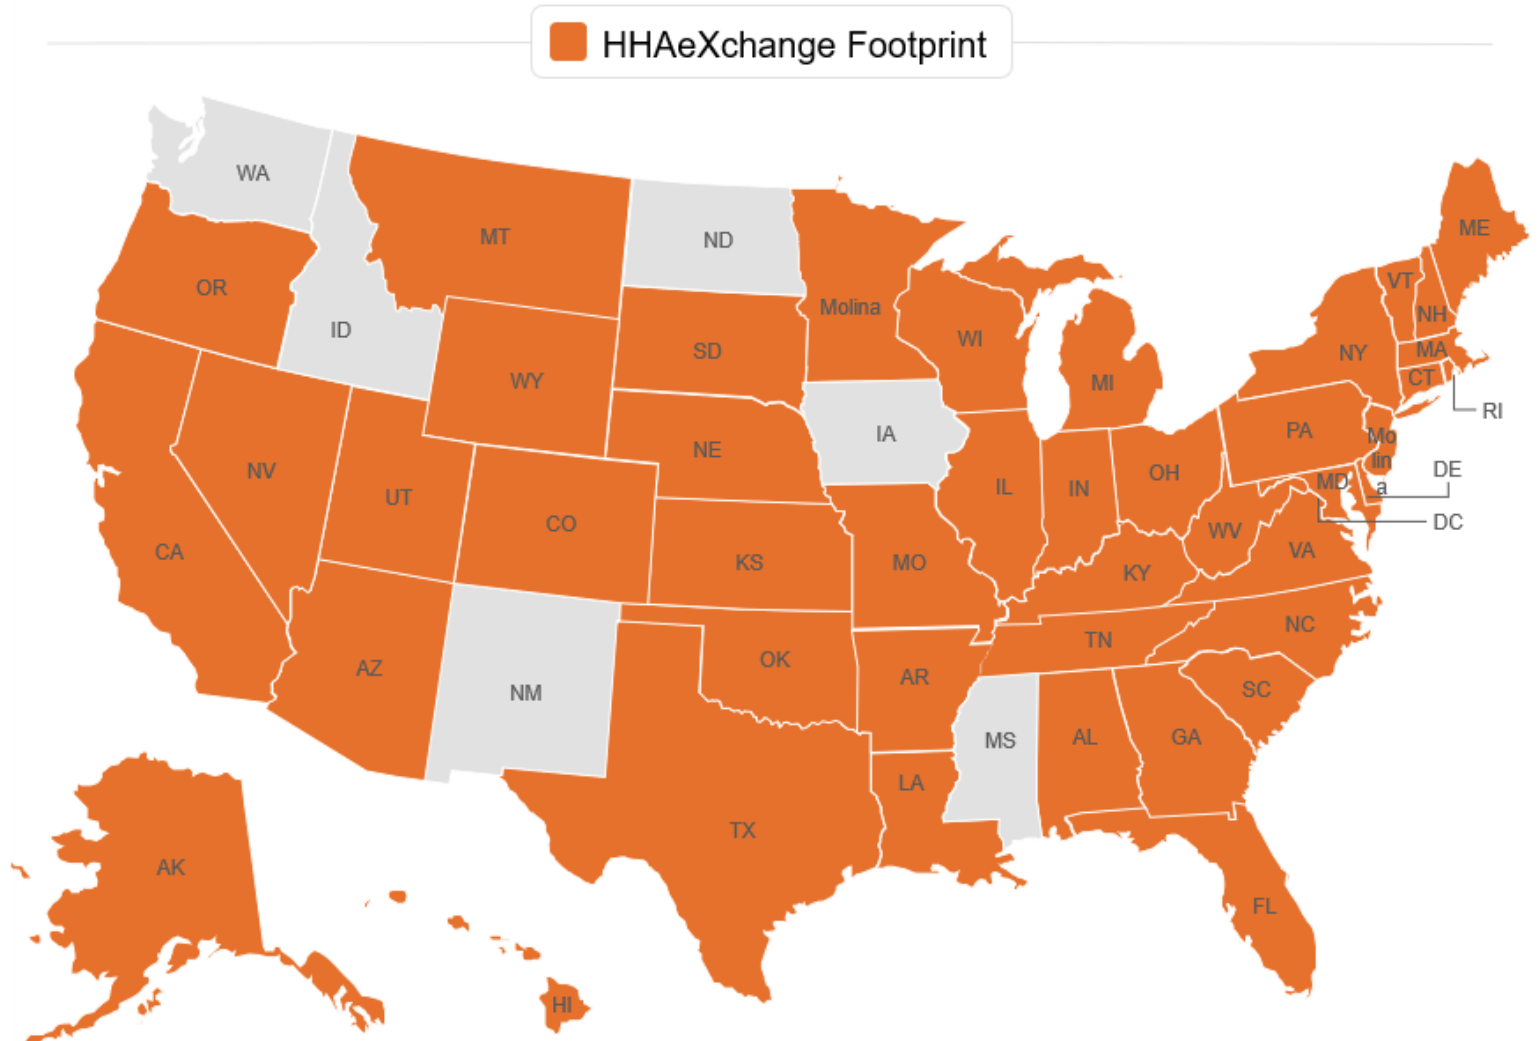 HHAeXchange Footprint
WA
MT
ND
ME
OR
ID
Molina
VT
NH
WI
SD
NY
MA
WY
MI
CT
RI
IA
PA
NE
Mo
lin
a
NV
UT
IL
IN
OH
MD
DE
CO
DC
CA
KS
MO
WV
VA
KY
NC
TN
AZ
OK
AR
NM
SC
MS
AL
GA
LA
TX
AK
FL
HI